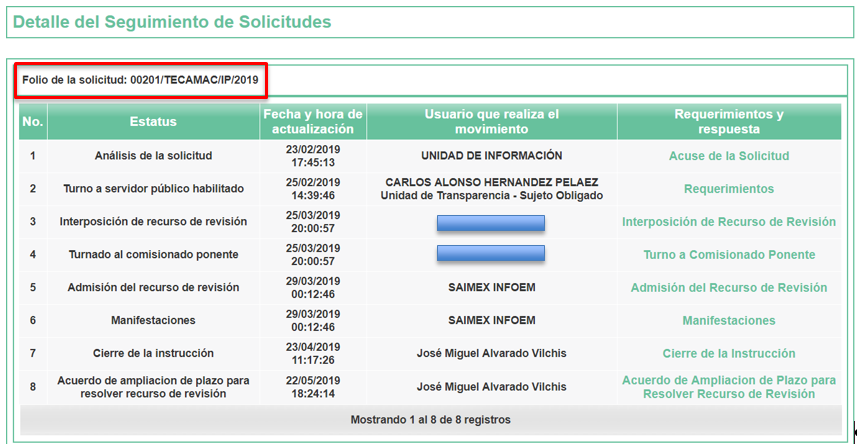 Detalle del Seguimiento de Solicitudes
Folio de la solicitud: 00201/TECAMAC/IP/2019
No. Estatus Fecha y hora de actualización Usuario que realiza el movimiento Requerimientos y respuesta
1 Análisis de la solicitud 23/02/2019 17:45:13 UNIDAD DE INFORMACIÓN Acuse de la Solicitud
2 Turno a servidor público habilitado 25/02/2019 14:39:46 CARLOS ALONSO HERNANDEZ PELAEZ Unidad de Transparencia - Sujeto Obligado Requerimientos
3 Interposición de recurso de revisión 25/03/2019 20:00:57 Interposición de Recurso de Revisión
4 Turnado al comisionado ponente 25/03/2019 20:00:57 Turno a Comisionado Ponente
5 Admisión del recurso de revisión 29/03/2019 00:12:46 SAIMEX INFOEM Admisión del Recurso de Revisión
6 Manifestaciones 29/03/2019 00:12:46 SAIMEX INFOEM Manifestaciones
7 Cierre de la instrucción 23/04/2019 11:17:26 José Miguel Alvarado Vilchis Cierre de la Instrucción
8 Acuerdo de ampliacion de plazo para resolver recurso de revisión 22/05/2019 18:24:14 José Miguel Alvarado Vilchis Acuerdo de Ampliacion de Plazo para Resolver Recurso de Revisión
Mostrando 1 al 8 de 8 registros